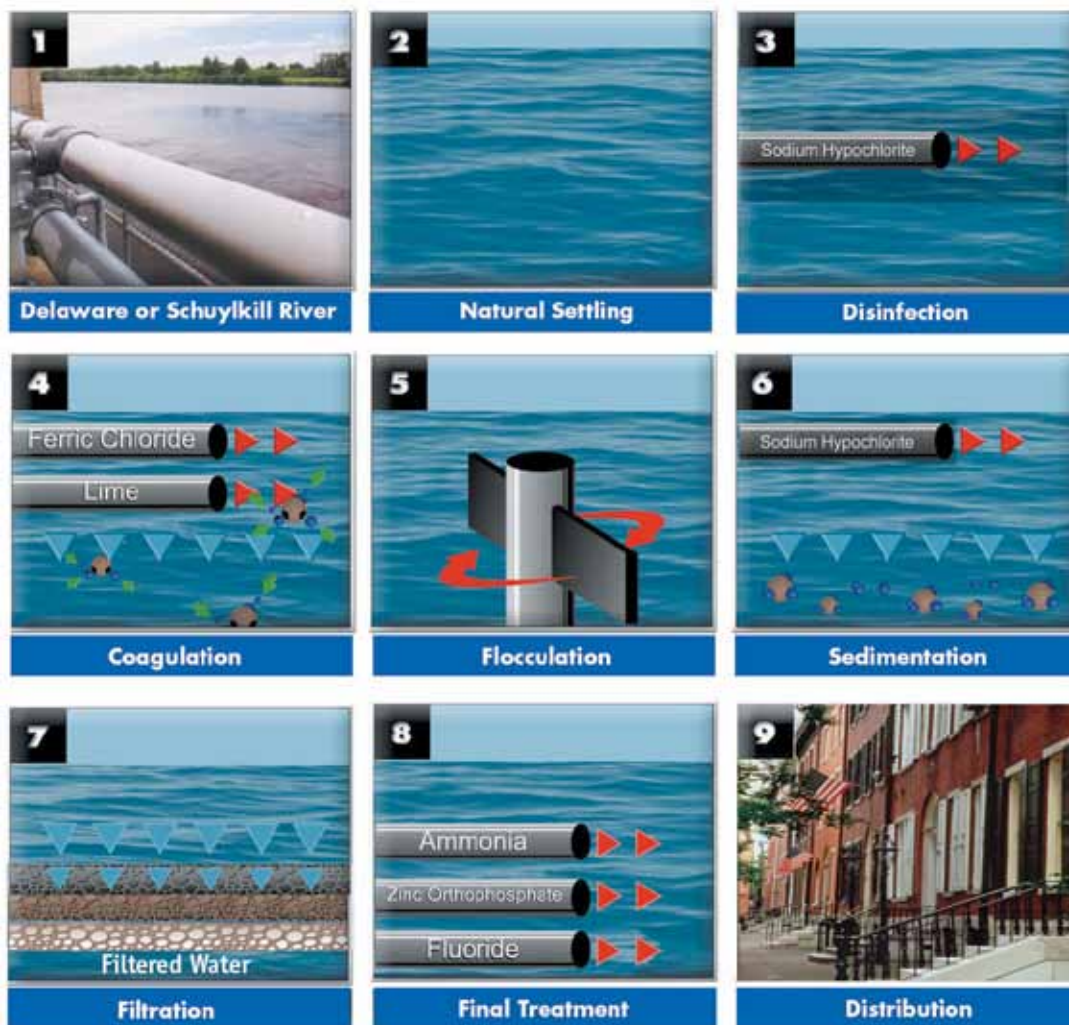 1
Delaware or Schuylkill River
2
Natural Settling
3
Sodium Hypochlorite
Disinfection
4
Ferric Chloride
Lime
Coagulation
5
Flocculation
6
Sodium Hypochlorite
Sedimentation
7
Filtered Water
Filtration
8
Ammonia
Zinc Orthophosphate
Fluoride
Final Treatment
9
Distribution